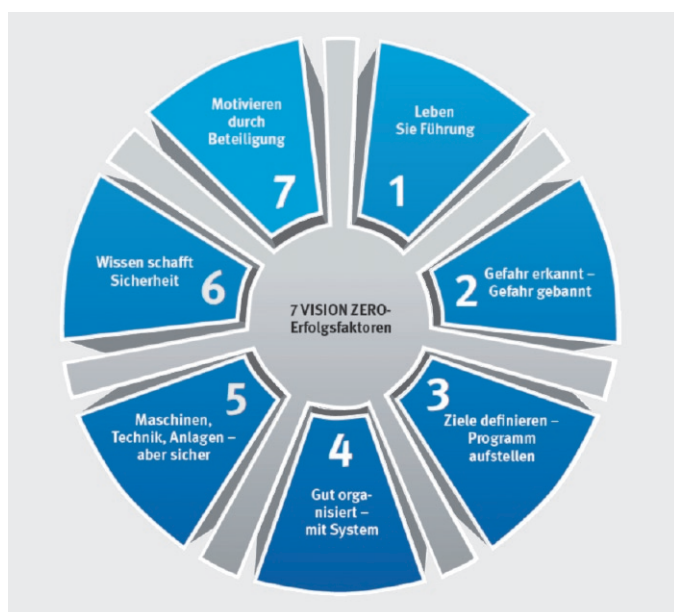 7 VISION ZERO-
Erfolgsfaktoren
Leben
Sie Führung
1
2
Gefahr erkannt –
Gefahr gebannt
3
Ziele definieren –
Programm
aufstellen
4
Gut orga-
nisiert –
mit System
5
Maschinen,
Technik, Anlagen –
aber sicher
Wissen schafft
Sicherheit
6
Motivieren
durch
Beteiligung
7